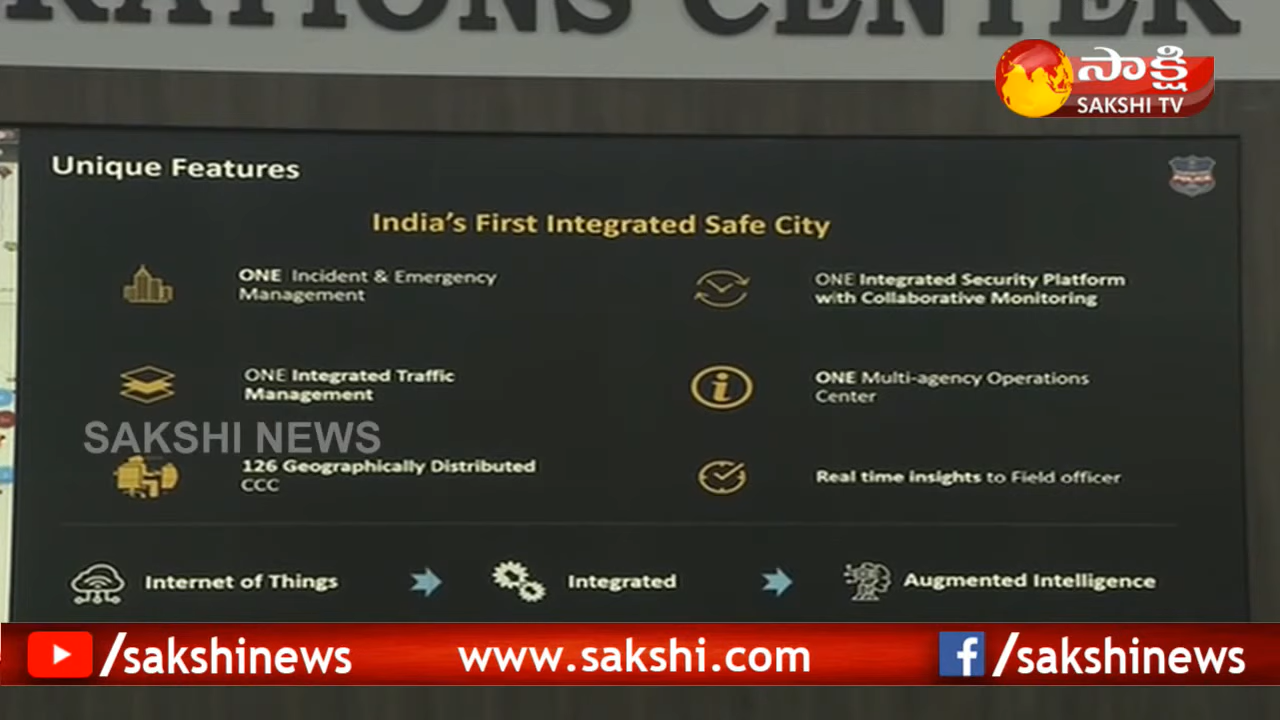 RATIONS CENTER
సాక్షి
SAKSHI TV
Unique Features
India's First Integrated Safe City
ONE Incident & Emergency
Management
ONE Integrated Security Platform
with Collaborative Monitoring
ONE Integrated Traffic
Management
ONE Multi-agency Operations
Center
SAKSHI NEWS
126 Geographically Distributed
CCC
Real time insights to Field officer
Internet of Things
Integrated
Augmented Intelligence
/sakshinews
www.sakshi.com
/sakshinews